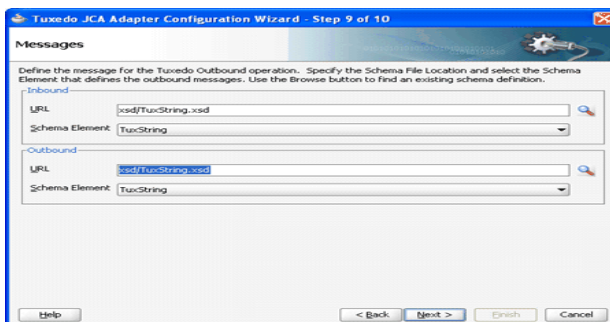 Tuxedo JCA Adapter Configuration Wizard - Step 9 of 10
Messages
Define the message for the Tuxedo Outbound operation. Specify the Schema File Location and select the Schema
Element that defines the outbound messages. Use the Browse button to find an existing schema definition.
Inbound
URL xsd/TuxString.xsd
Schema Element TuxString
Outbound
URL xsd/TuxString.xsd
Schema Element TuxString
Help < Back Next > Finish Cancel